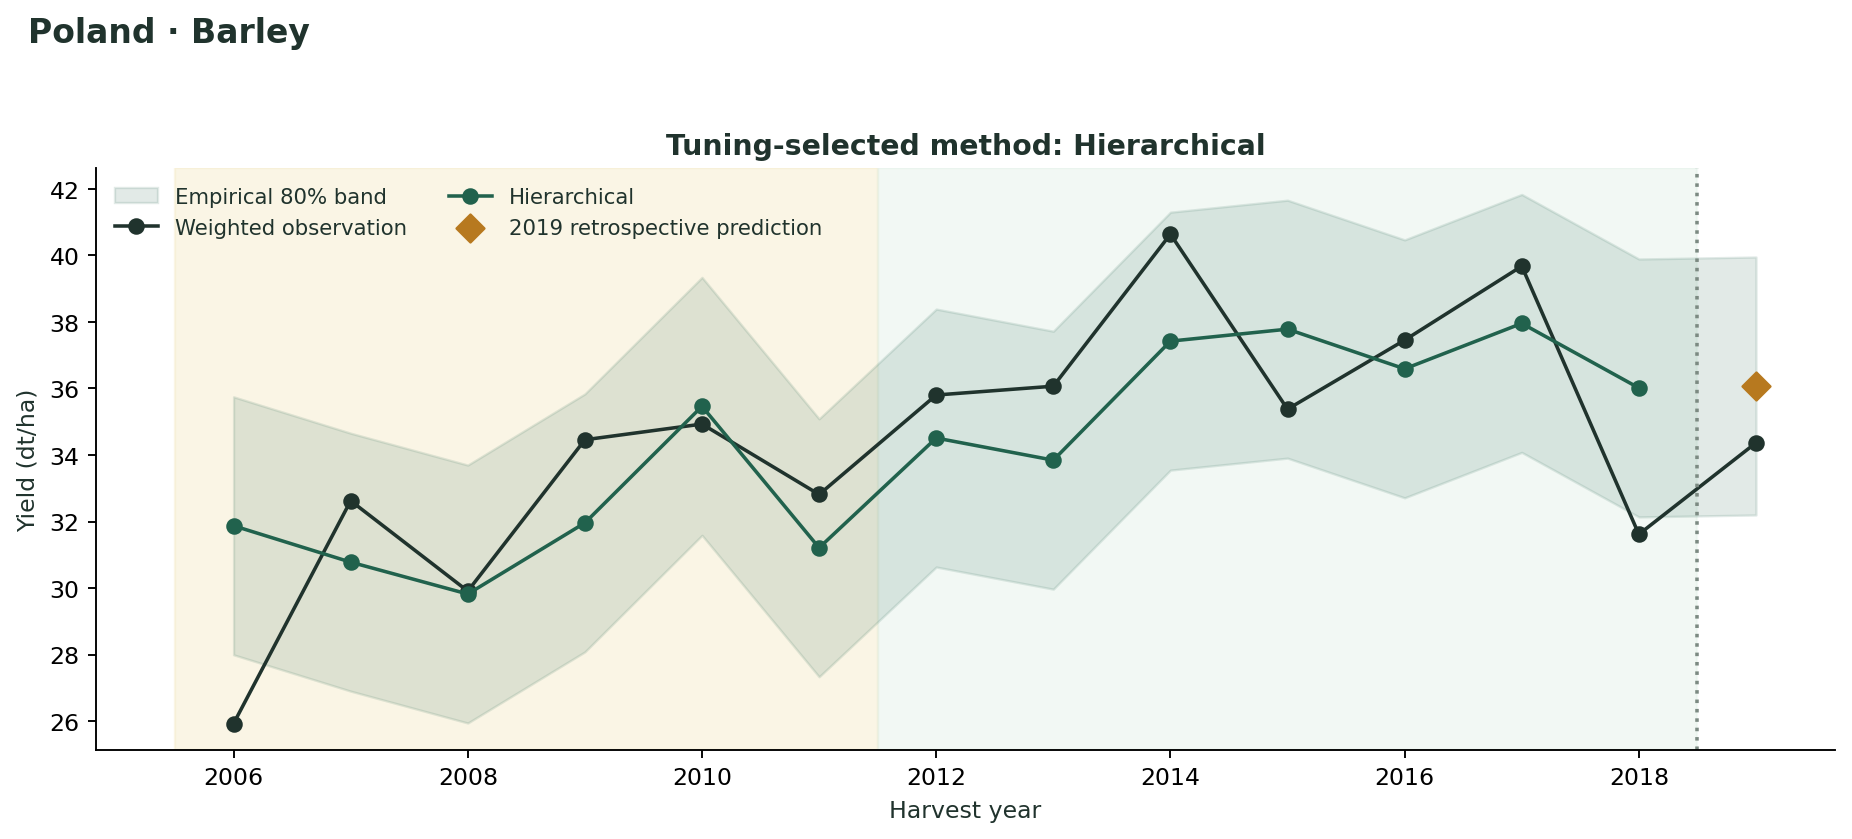 Poland · Barley
Tuning-selected method: Hierarchical
Empirical 80% band
Weighted observation
Hierarchical
2019 retrospective prediction
Yield (dt/ha)
42
40
38
36
34
32
30
28
26
2006 2008 2010 2012 2014 2016 2018
Harvest year